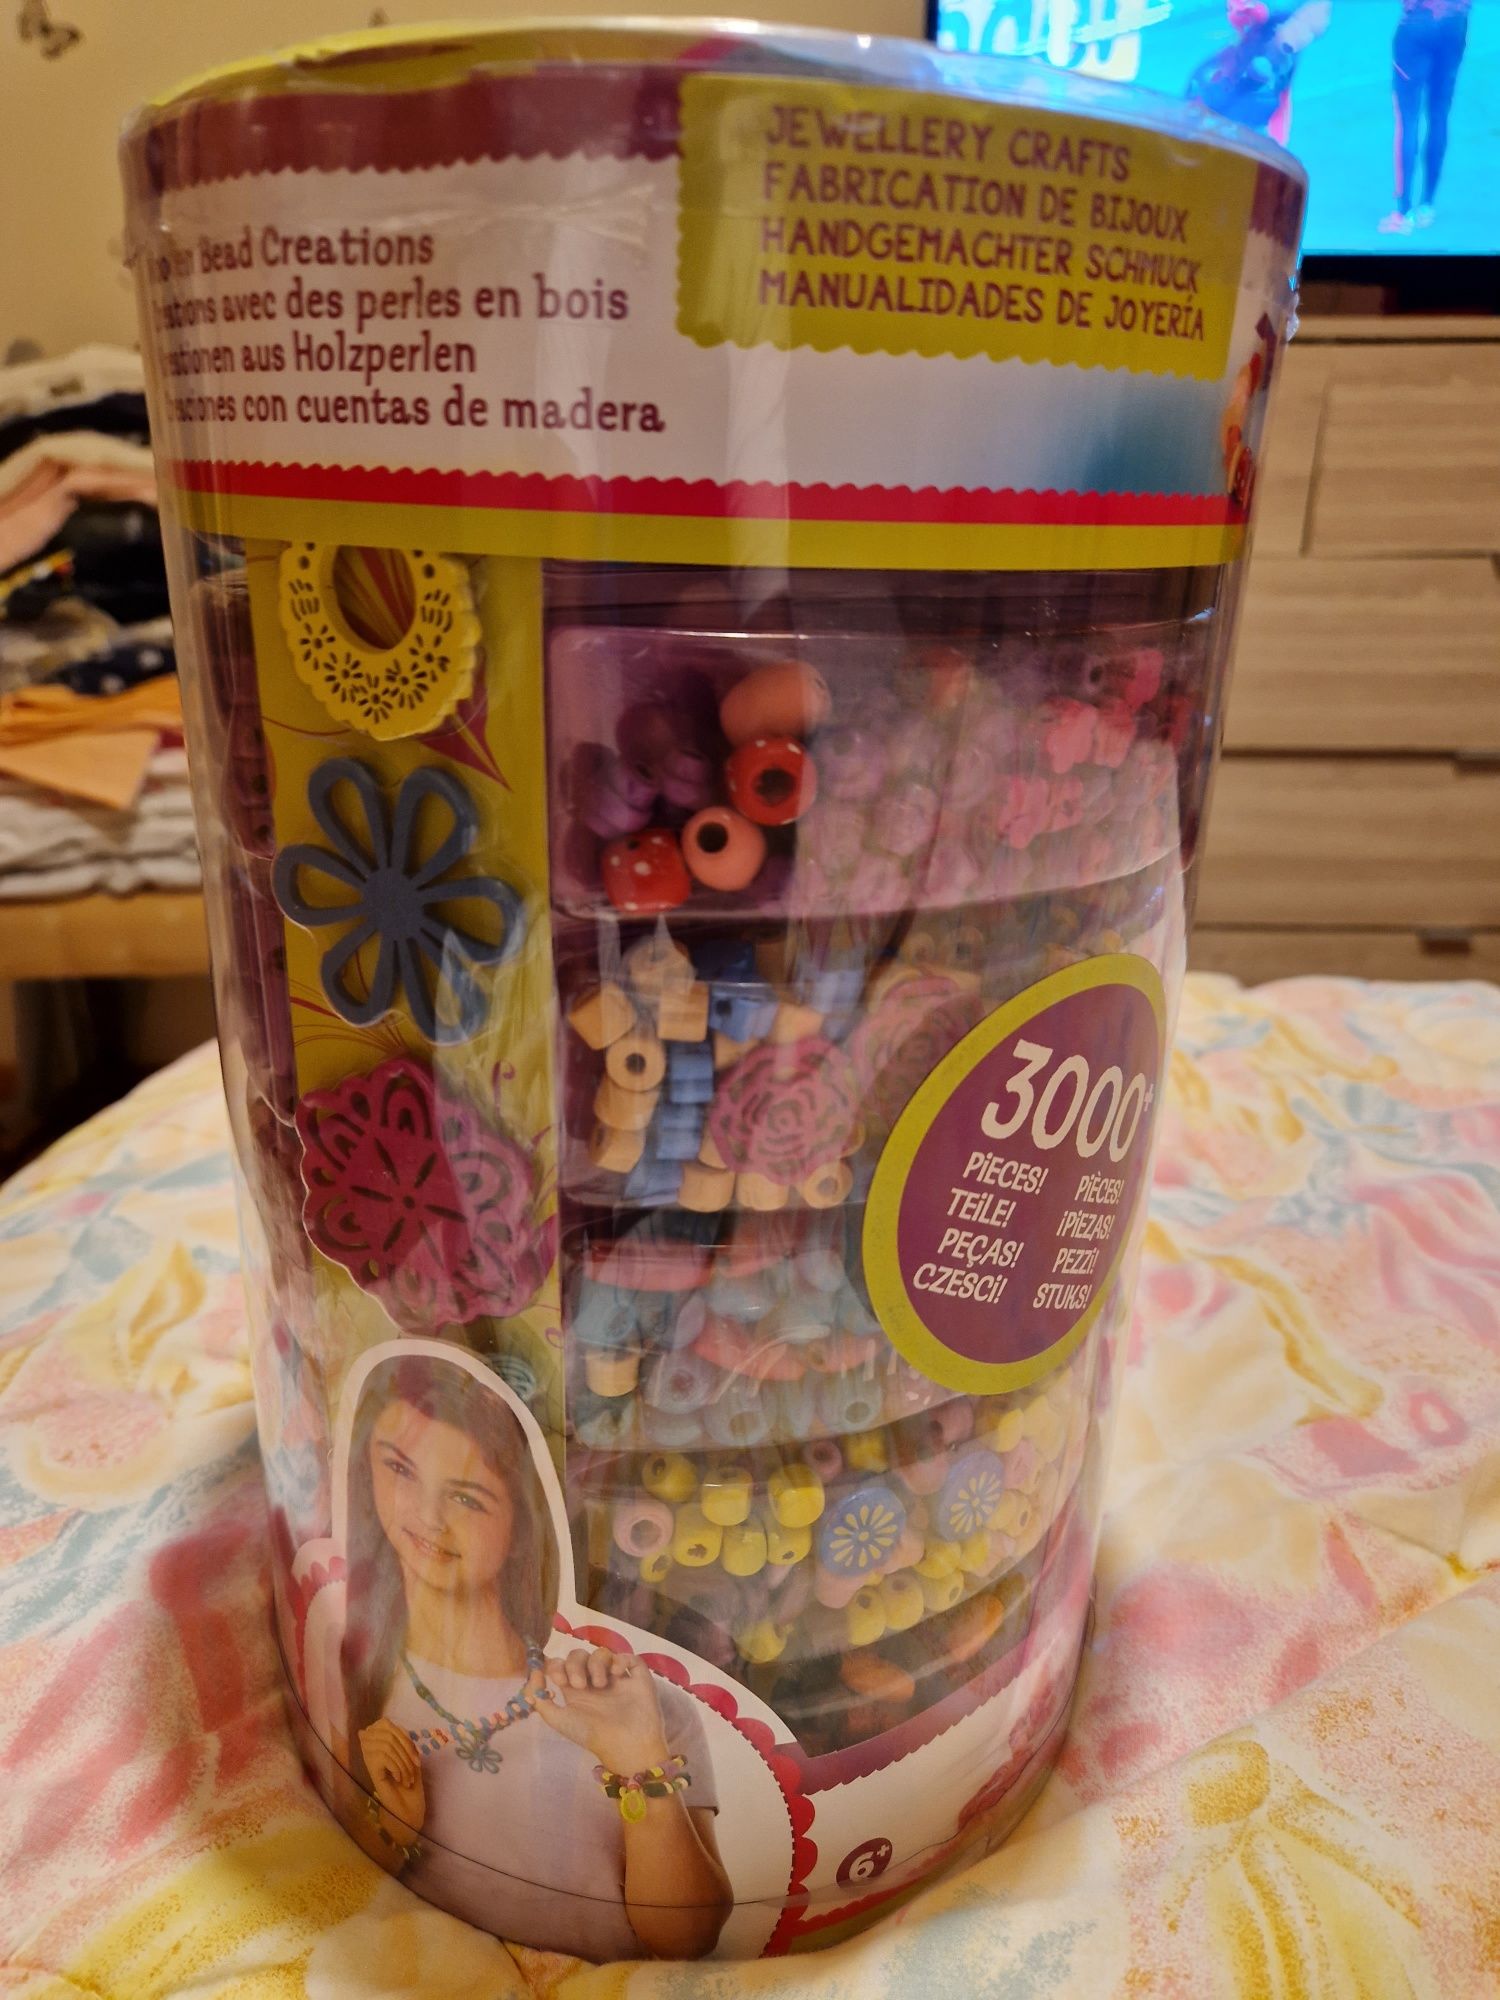 JEWELLERY CRAFTS
FABRICATION DE BIJOUX
HANDGEMACHTER SCHMUCK
MANUALIDADES DE JOYERÍA
Bead Creations
avec des perles en bois
aus Holzperlen
con cuentas de madera
3000+
PIECES! PIÈCES!
TEILE! ¡PIEZAS!
PEÇAS! PEZZI!
CZESCI! STUKS!
6+